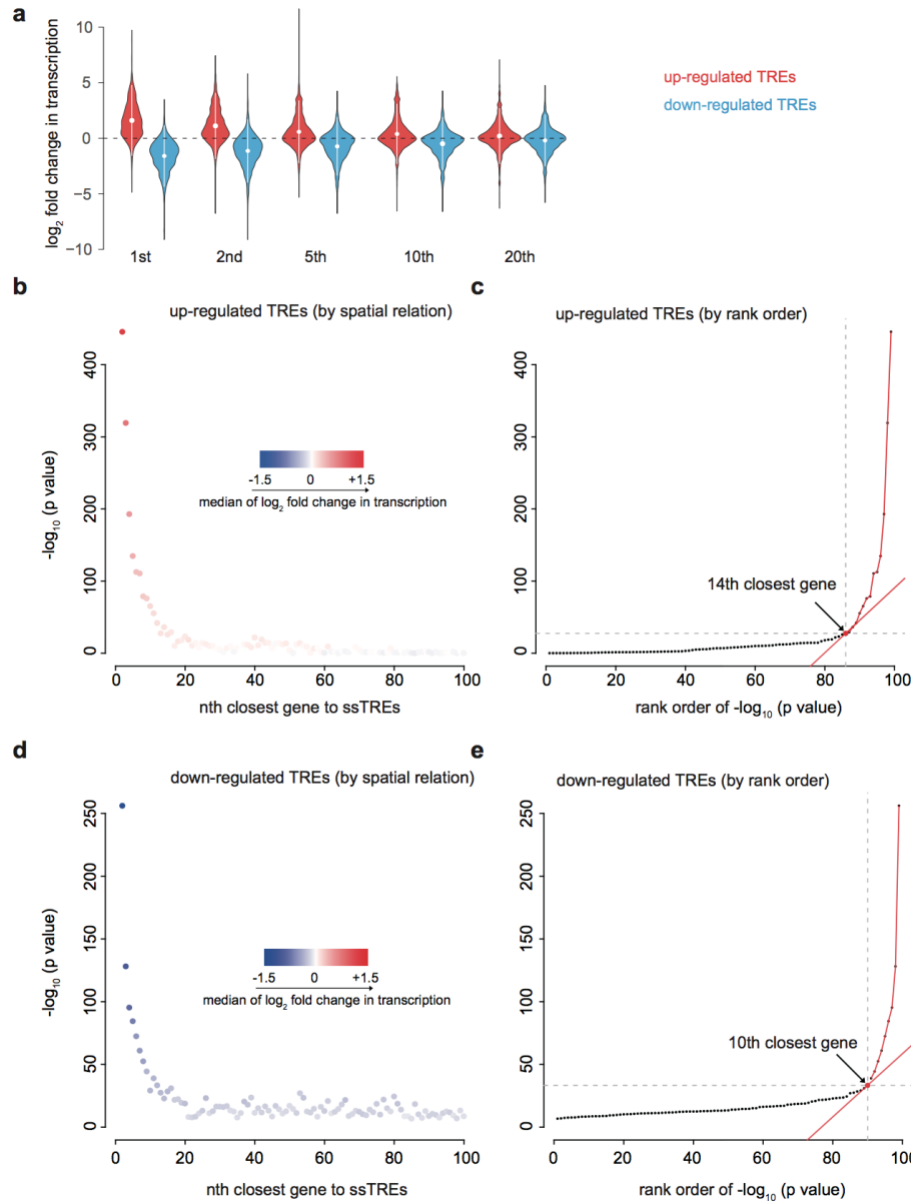 a
log2 fold change in transcription
10
5
0
−5
−10
1st 2nd 5th 10th 20th
up-regulated TREs
down-regulated TREs
b
up-regulated TREs (by spatial relation)
-log10 (p value)
400
300
200
100
0
-1.5 0 +1.5
median of log2 fold change in transcription
0 20 40 60 80 100
nth closest gene to ssTREs
c
up-regulated TREs (by rank order)
400
300
200
100
0
14th closest gene
0 20 40 60 80 100
rank order of -log10 (p value)
d
down-regulated TREs (by spatial relation)
-log10 (p value)
250
200
150
100
50
0
-1.5 0 +1.5
median of log2 fold change in transcription
0 20 40 60 80 100
nth closest gene to ssTREs
e
down-regulated TREs (by rank order)
250
200
150
100
50
0
10th closest gene
0 20 40 60 80 100
rank order of -log10 (p value)